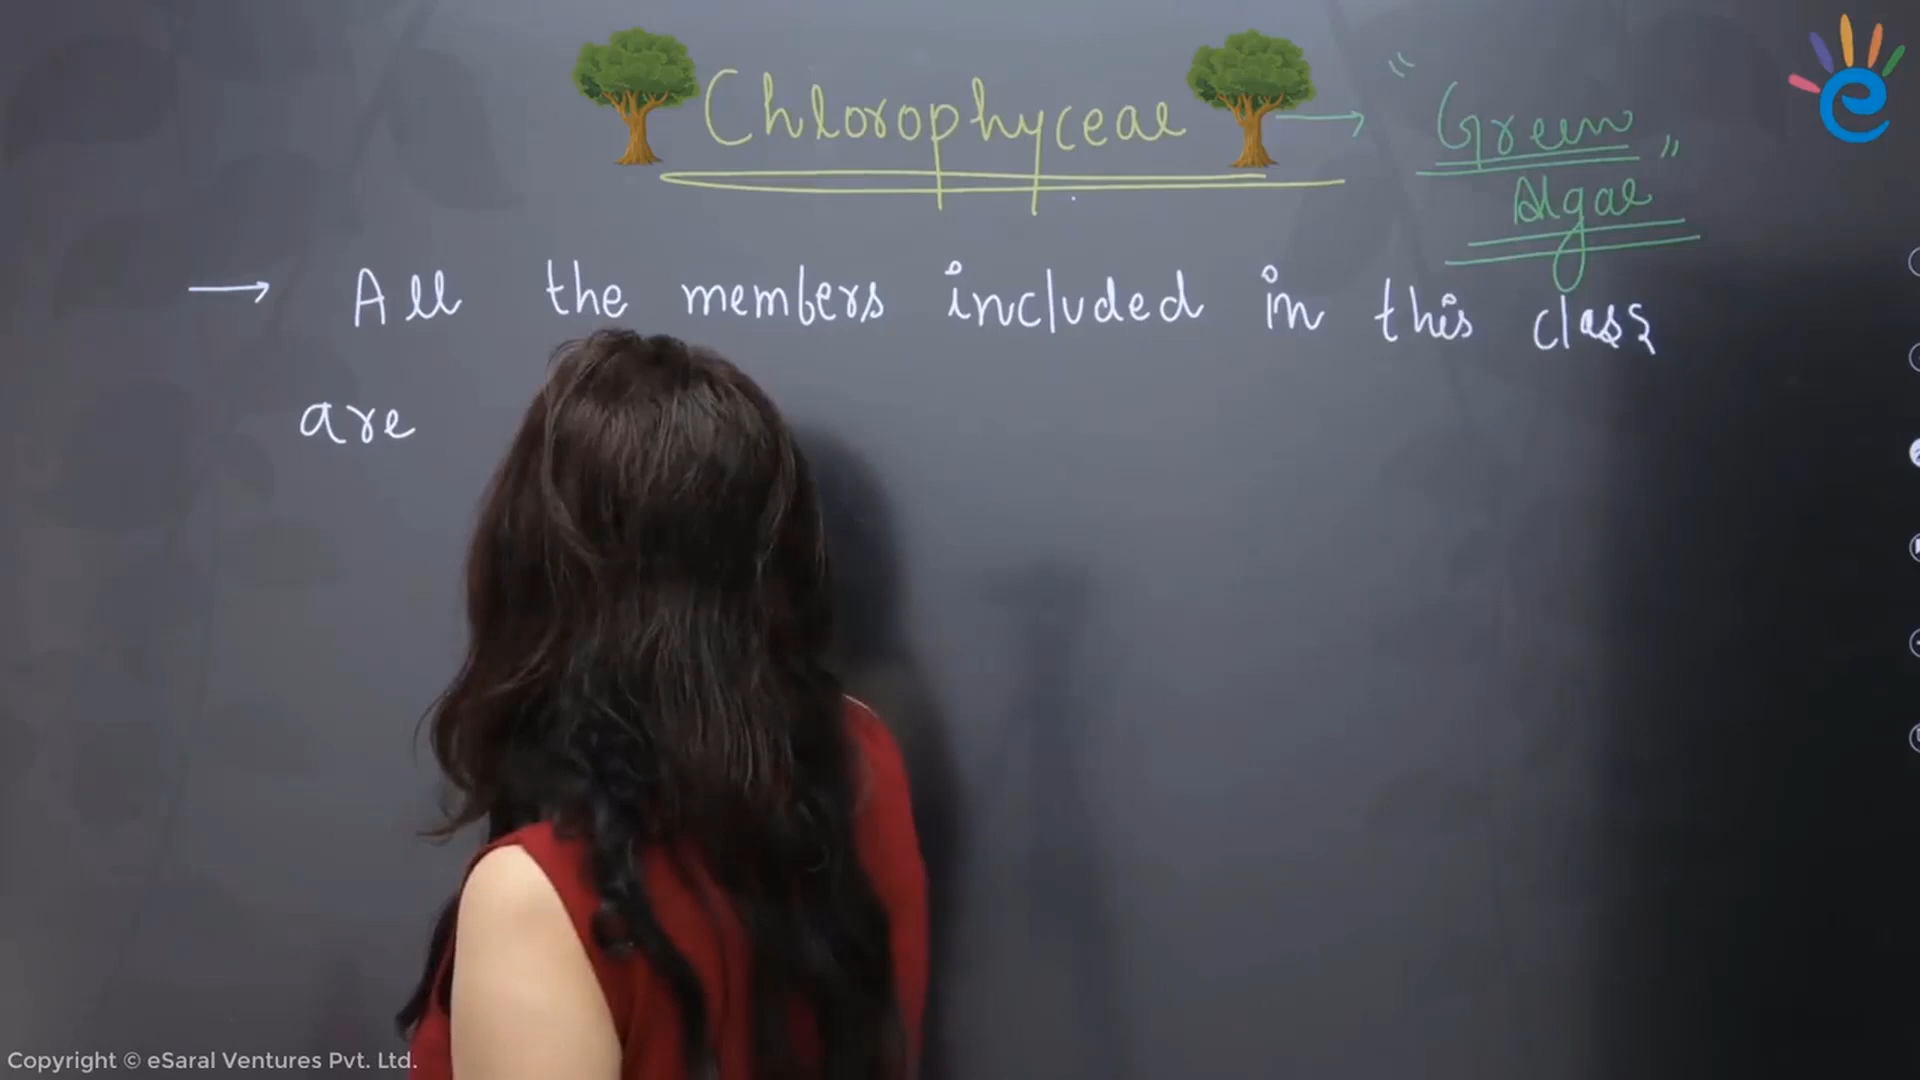 Chlorophyceae → "Green
Algae"
→ All the members included in this class
are
Copyright © eSaral Ventures Pvt. Ltd.